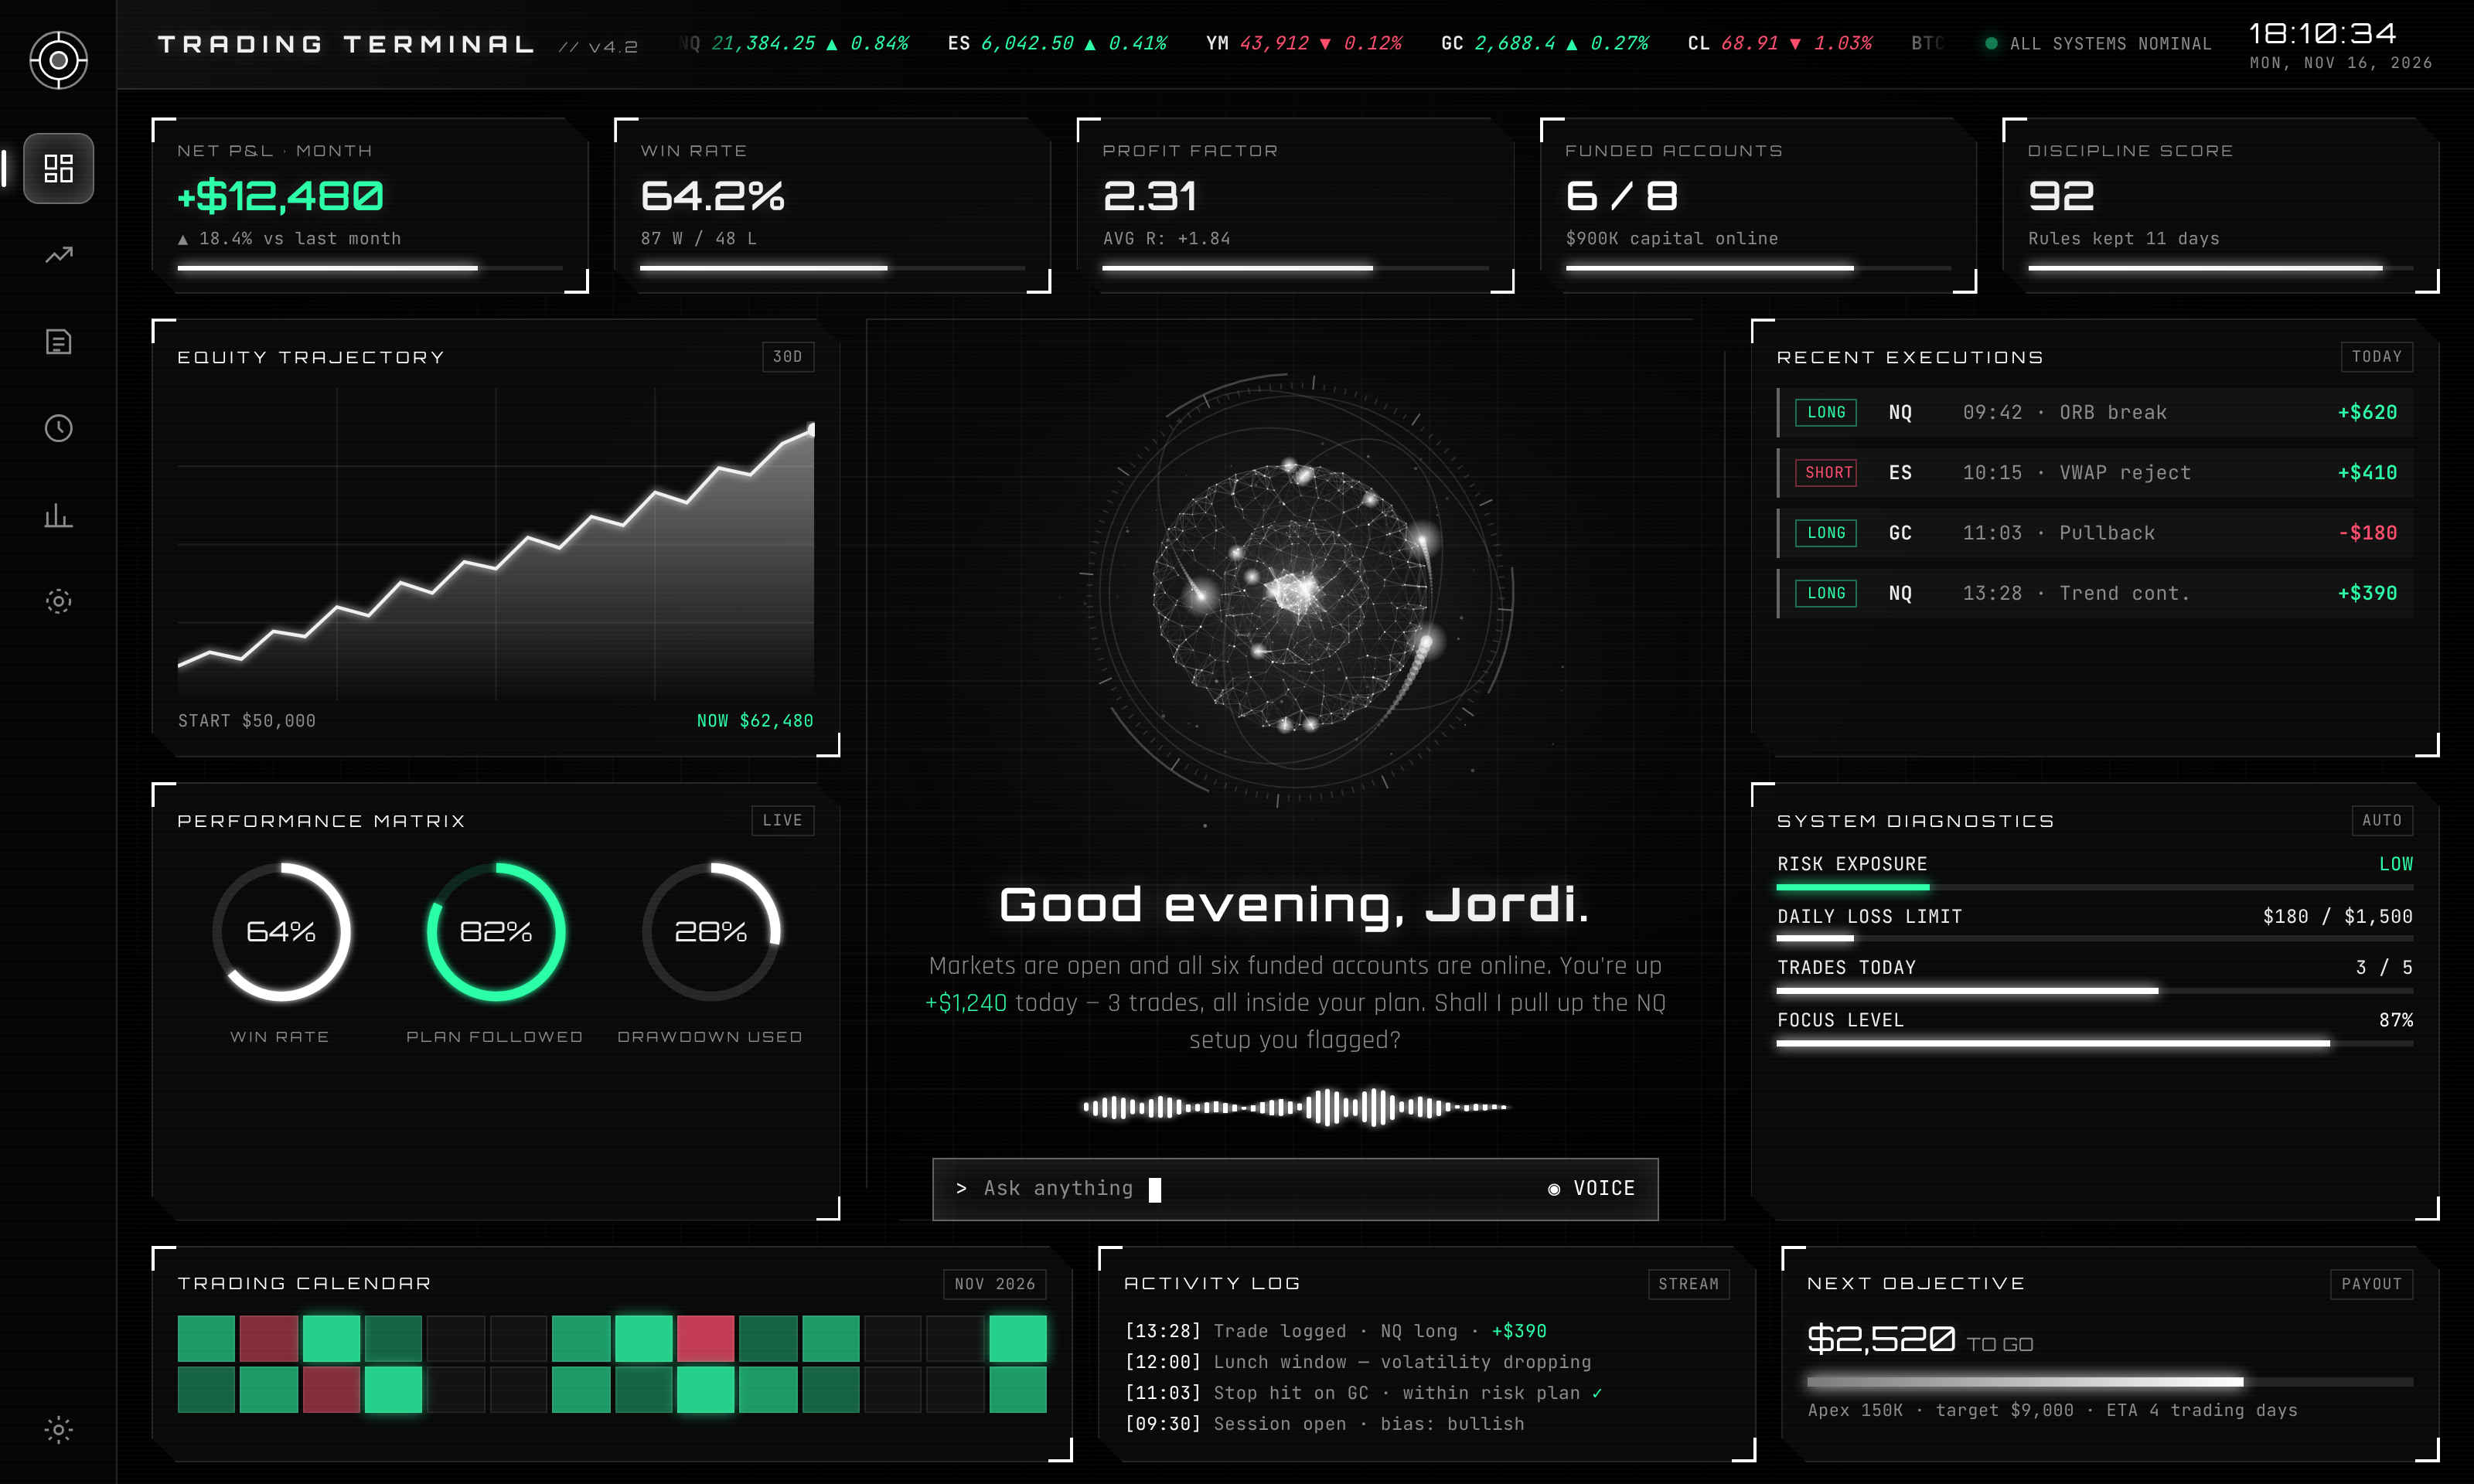 TRADING TERMINAL // v4.2
NQ 21,384.25 ▲ 0.84% ES 6,042.50 ▲ 0.41% YM 43,912 ▼ 0.12% GC 2,688.4 ▲ 0.27% CL 68.91 ▼ 1.03% BTC
ALL SYSTEMS NOMINAL
18:10:34
MON, NOV 16, 2026
NET P&L · MONTH
+$12,480
▲ 18.4% vs last month
WIN RATE
64.2%
87 W / 48 L
PROFIT FACTOR
2.31
AVG R: +1.84
FUNDED ACCOUNTS
6 / 8
$900K capital online
DISCIPLINE SCORE
92
Rules kept 11 days
EQUITY TRAJECTORY 30D
START $50,000 NOW $62,480
PERFORMANCE MATRIX LIVE
64% 82% 28%
WIN RATE PLAN FOLLOWED DRAWDOWN USED
Good evening, Jordi.
Markets are open and all six funded accounts are online. You're up
+$1,240 today — 3 trades, all inside your plan. Shall I pull up the NQ
setup you flagged?
> Ask anything ◉ VOICE
RECENT EXECUTIONS TODAY
LONG NQ 09:42 · ORB break +$620
SHORT ES 10:15 · VWAP reject +$410
LONG GC 11:03 · Pullback -$180
LONG NQ 13:28 · Trend cont. +$390
SYSTEM DIAGNOSTICS AUTO
RISK EXPOSURE LOW
DAILY LOSS LIMIT $180 / $1,500
TRADES TODAY 3 / 5
FOCUS LEVEL 87%
TRADING CALENDAR NOV 2026
ACTIVITY LOG STREAM
[13:28] Trade logged · NQ long · +$390
[12:00] Lunch window — volatility dropping
[11:03] Stop hit on GC · within risk plan ✓
[09:30] Session open · bias: bullish
NEXT OBJECTIVE PAYOUT
$2,520 TO GO
Apex 150K · target $9,000 · ETA 4 trading days